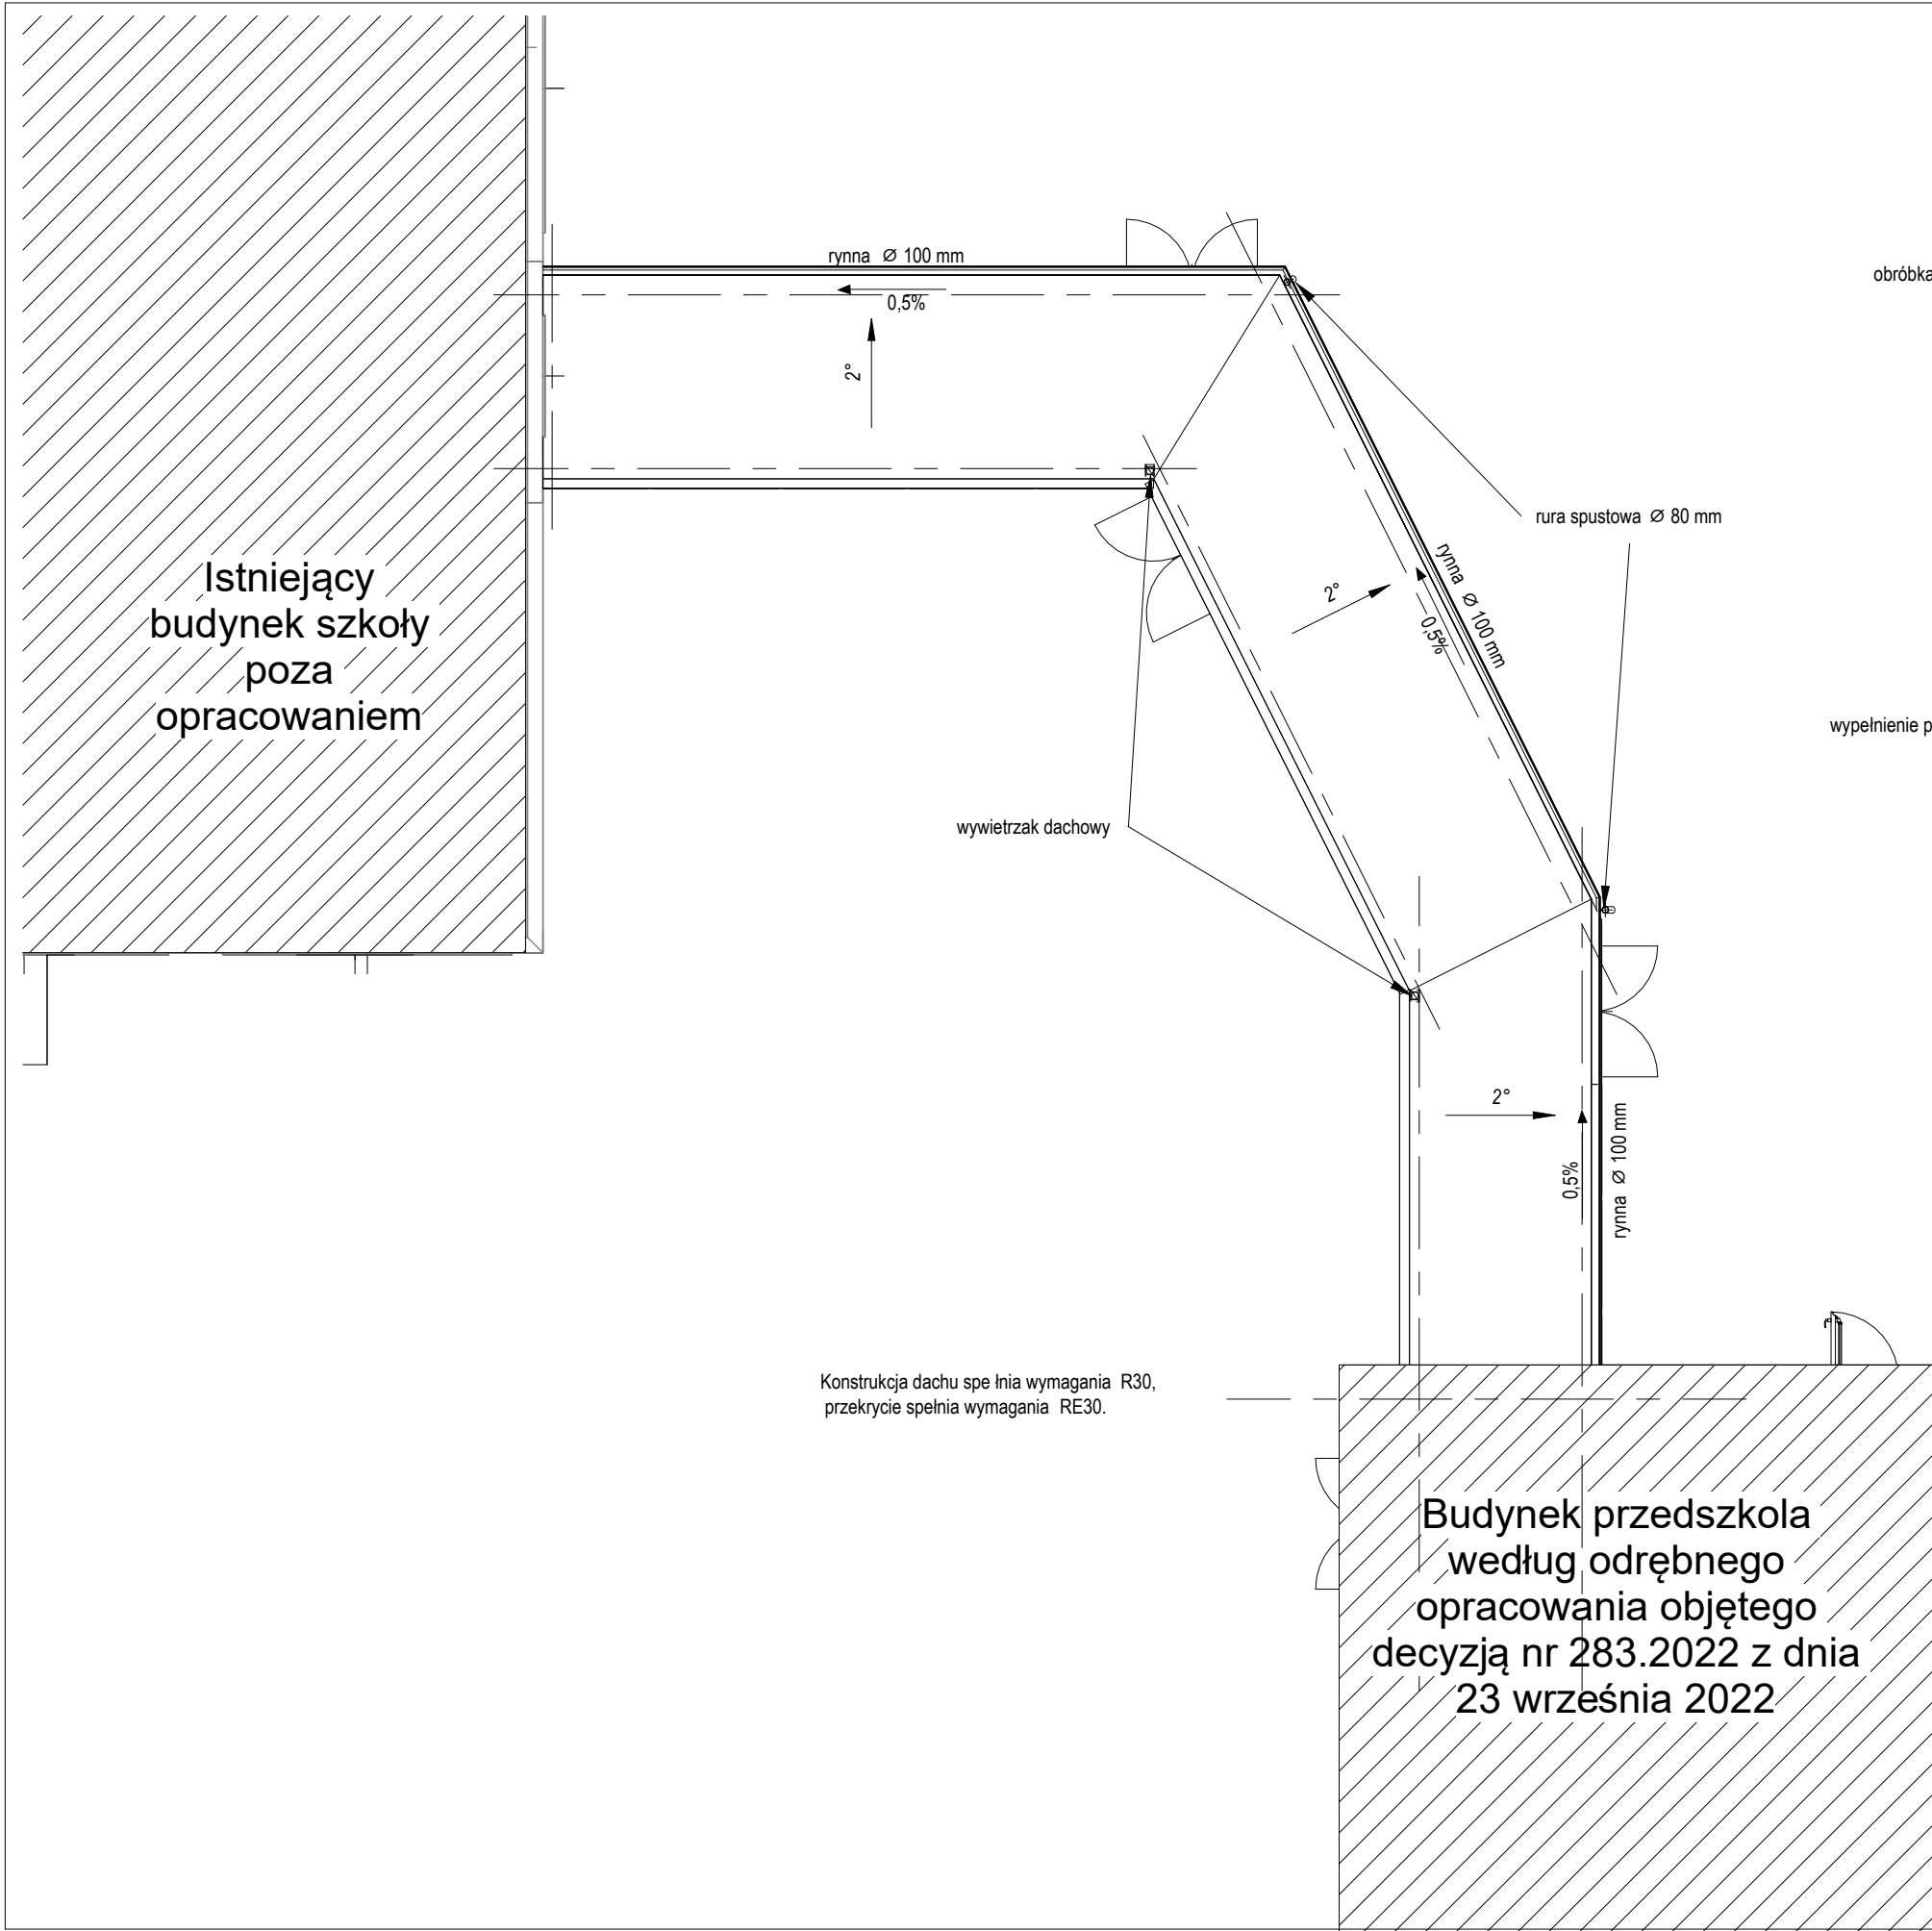 rynna Ø 100 mm
0,5%
2°
obróbka
rura spustowa Ø 80 mm
rynna Ø 100 mm
2°
0,5%
Istniejący
budynek szkoły
poza
opracowaniem
wypełnienie p
wywietrzak dachowy
2°
0,5%
rynna Ø 100 mm
Konstrukcja dachu spe łnia wymagania R30,
przekrycie spełnia wymagania RE30.
Budynek przedszkola
według odrębnego
opracowania objętego
decyzją nr 283.2022 z dnia
23 września 2022